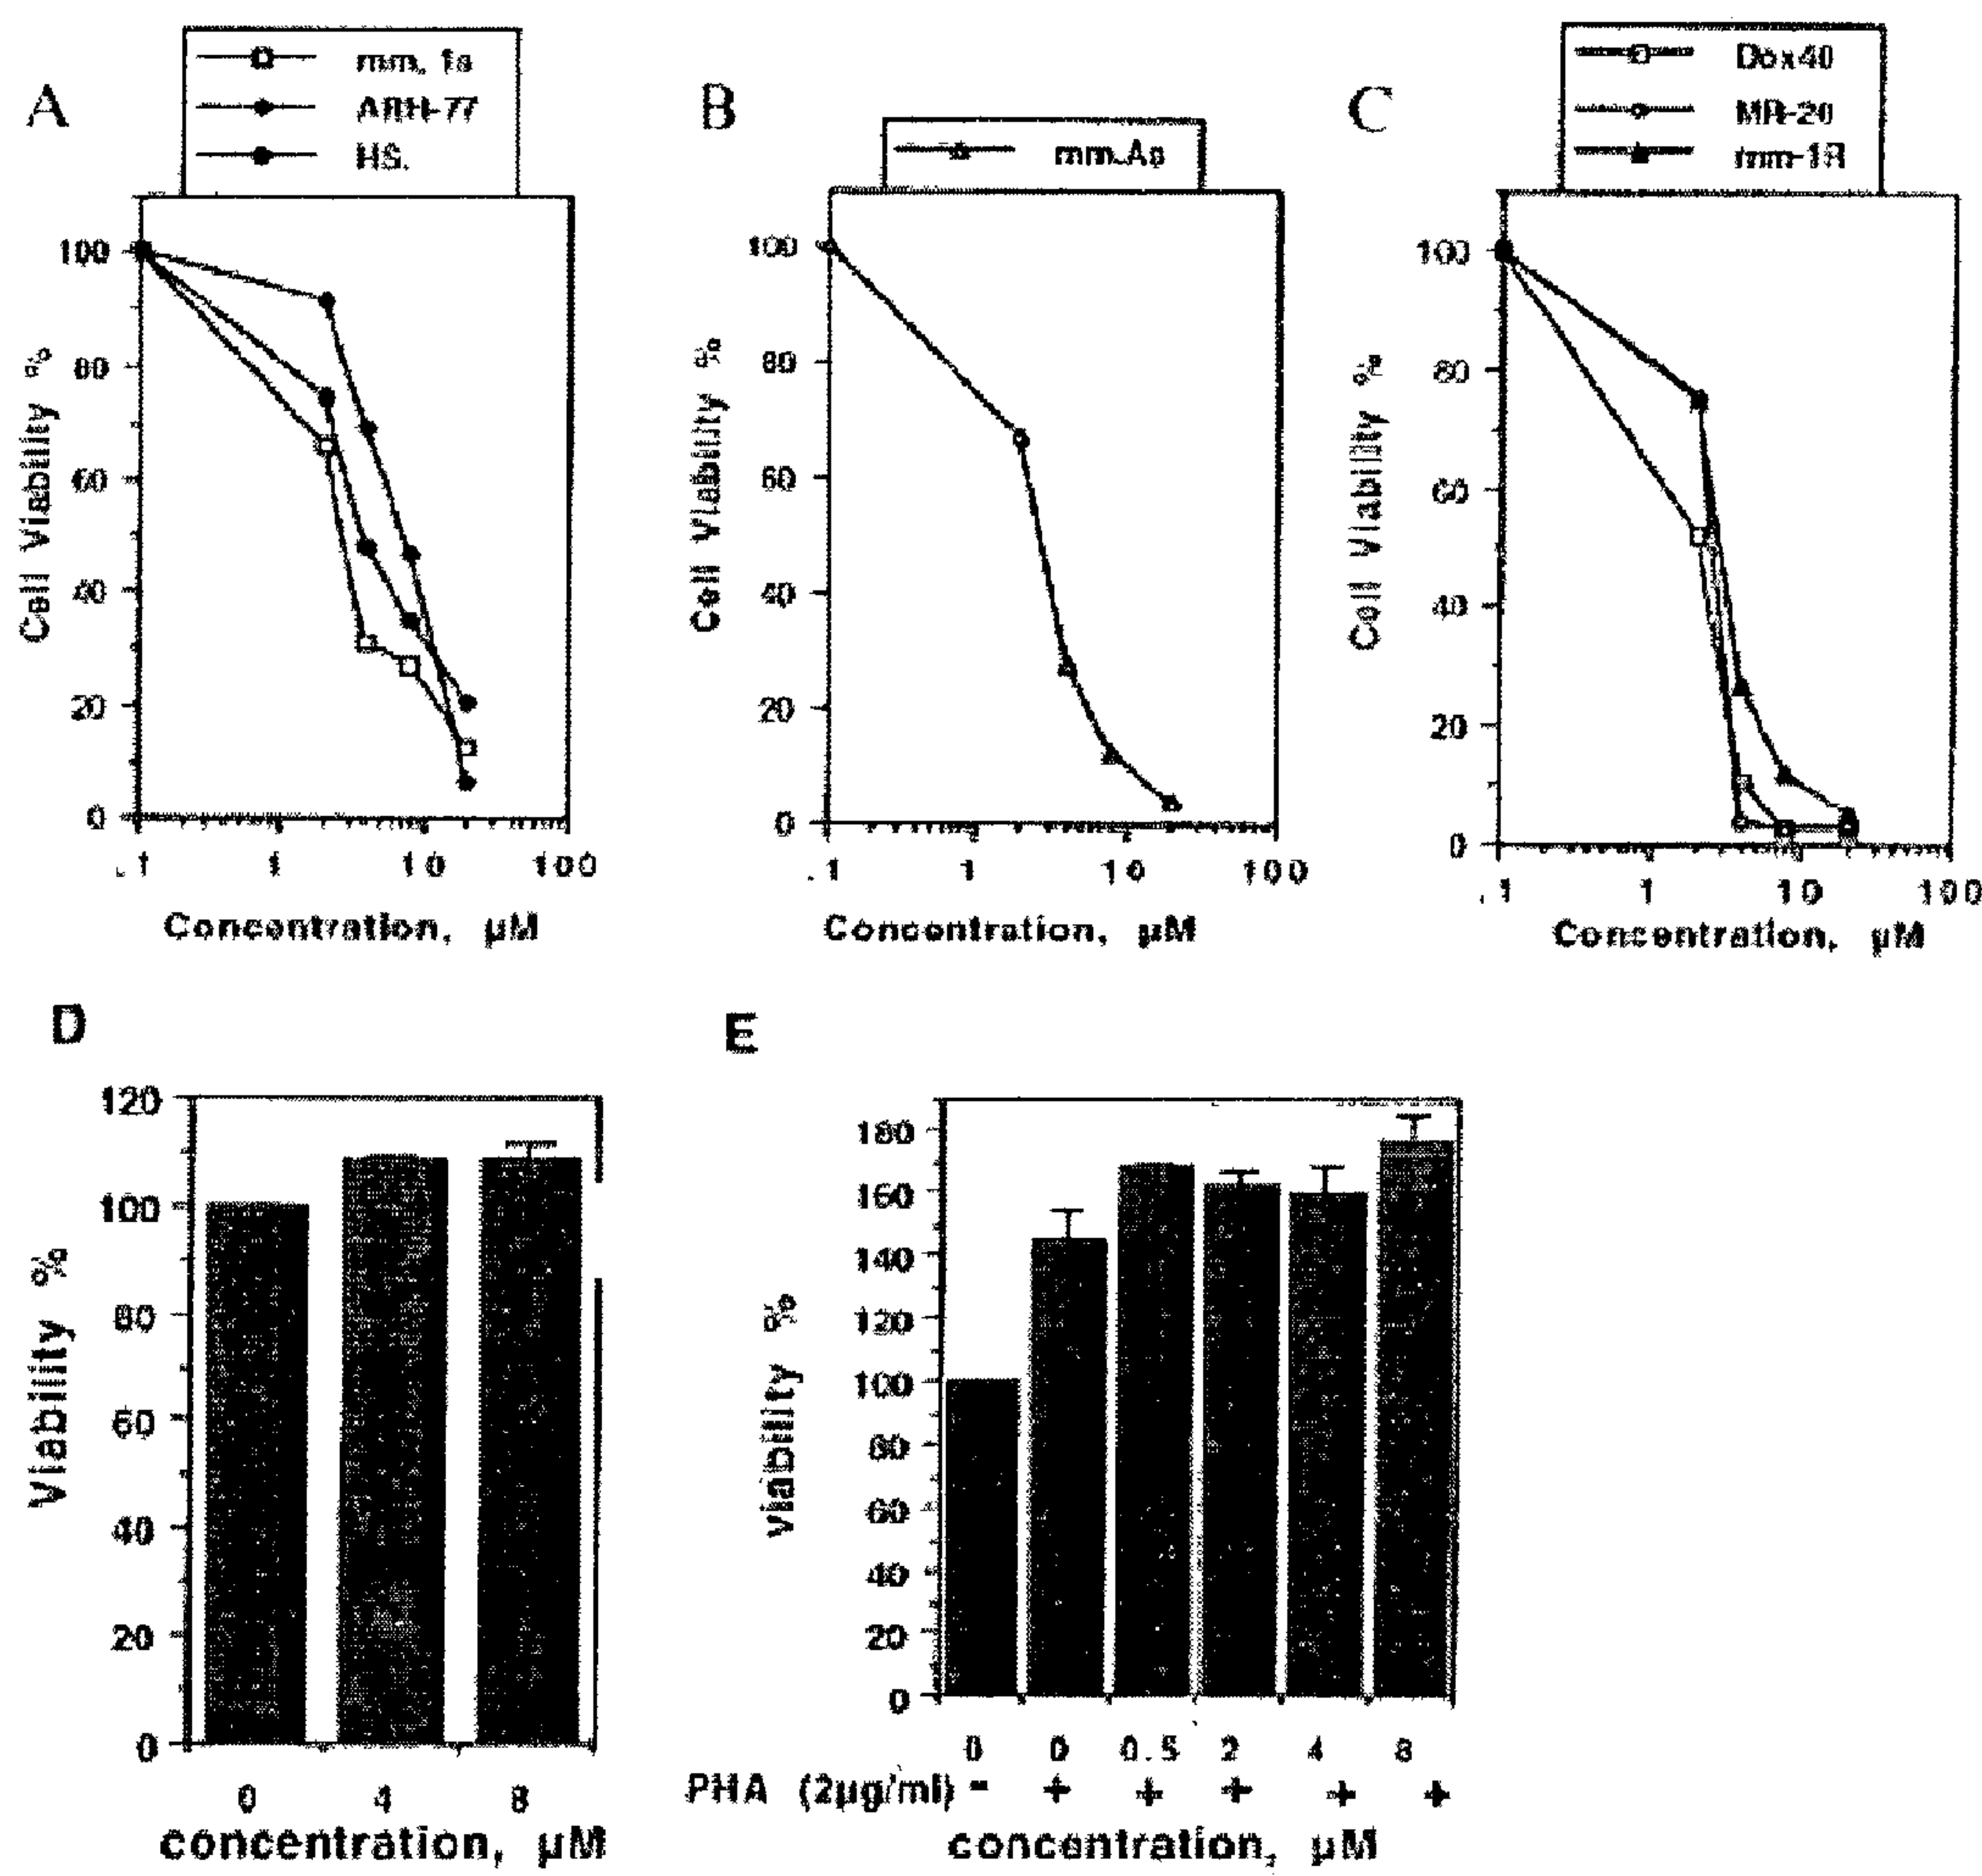 A
mm. 1s
ARH-77
HS.
100
80
60
40
20
0
Cell Viability %
.1 1 10 100
Concentration, µM
B
mm.As
100
80
60
40
20
0
Cell Viability %
.1 1 10 100
Concentration, µM
C
Dox40
MR-20
mm-1R
100
80
60
40
20
0
Cell Viability %
.1 1 10 100
Concentration, µM
D
120
100
80
60
40
20
0
Viability %
0 4 8
concentration, µM
E
180
160
140
120
100
80
60
40
20
0
viability %
0 0 0.5 2 4 8
PHA (2µg/ml) - + + + + +
concentration, µM